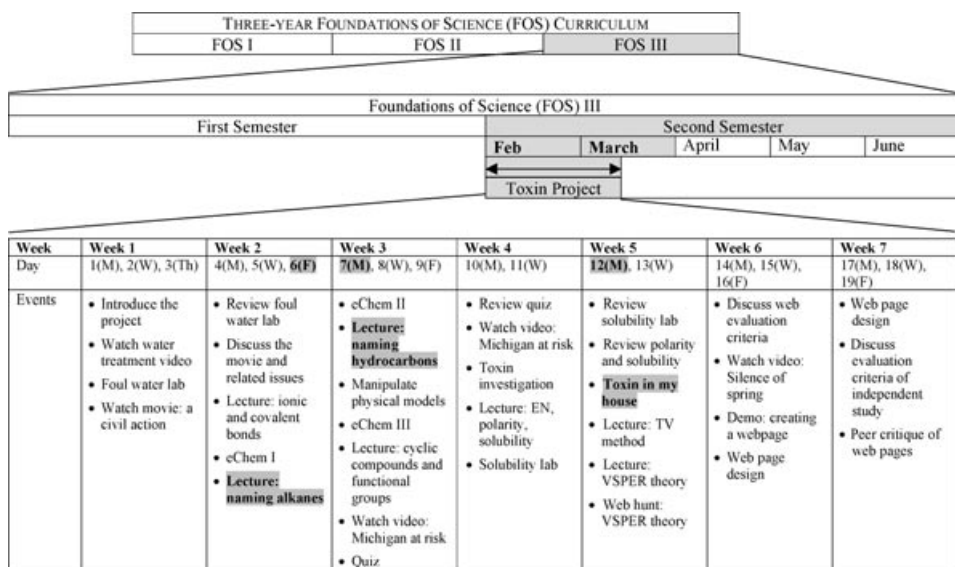 THREE-YEAR FOUNDATIONS OF SCIENCE (FOS) CURRICULUM
FOS I FOS II FOS III
Foundations of Science (FOS) III
First Semester Second Semester
Feb March April May June
Toxin Project
Week Week 1 Week 2 Week 3 Week 4 Week 5 Week 6 Week 7
Day
1(M), 2(W), 3(Th)
4(M), 5(W), 6(F)
7(M), 8(W), 9(F)
10(M), 11(W)
12(M), 13(W)
14(M), 15(W),
16(F)
17(M), 18(W),
19(F)
Events
• Introduce the
project
• Watch water
treatment video
• Foul water lab
• Watch movie: a
civil action
• Review foul
water lab
• Discuss the
movie and
related issues
• Lecture: ionic
and covalent
bonds
• eChem I
• Lecture:
naming alkanes
• eChem II
• Lecture:
naming
hydrocarbons
• Manipulate
physical models
• eChem III
• Lecture: cyclic
compounds and
functional
groups
• Watch video:
Michigan at risk
• Quiz
• Review quiz
• Watch video:
Michigan at risk
• Toxin
investigation
• Lecture: EN,
polarity,
solubility
• Solubility lab
• Review
solubility lab
• Review polarity
and solubility
• Toxin in my
house
• Lecture: TV
method
• Lecture:
VSPER theory
• Web hunt:
VSPER theory
• Discuss web
evaluation
criteria
• Watch video:
Silence of
spring
• Demo: creating
a webpage
• Web page
design
• Web page
design
• Discuss
evaluation
criteria of
independent
study
• Peer critique of
web pages